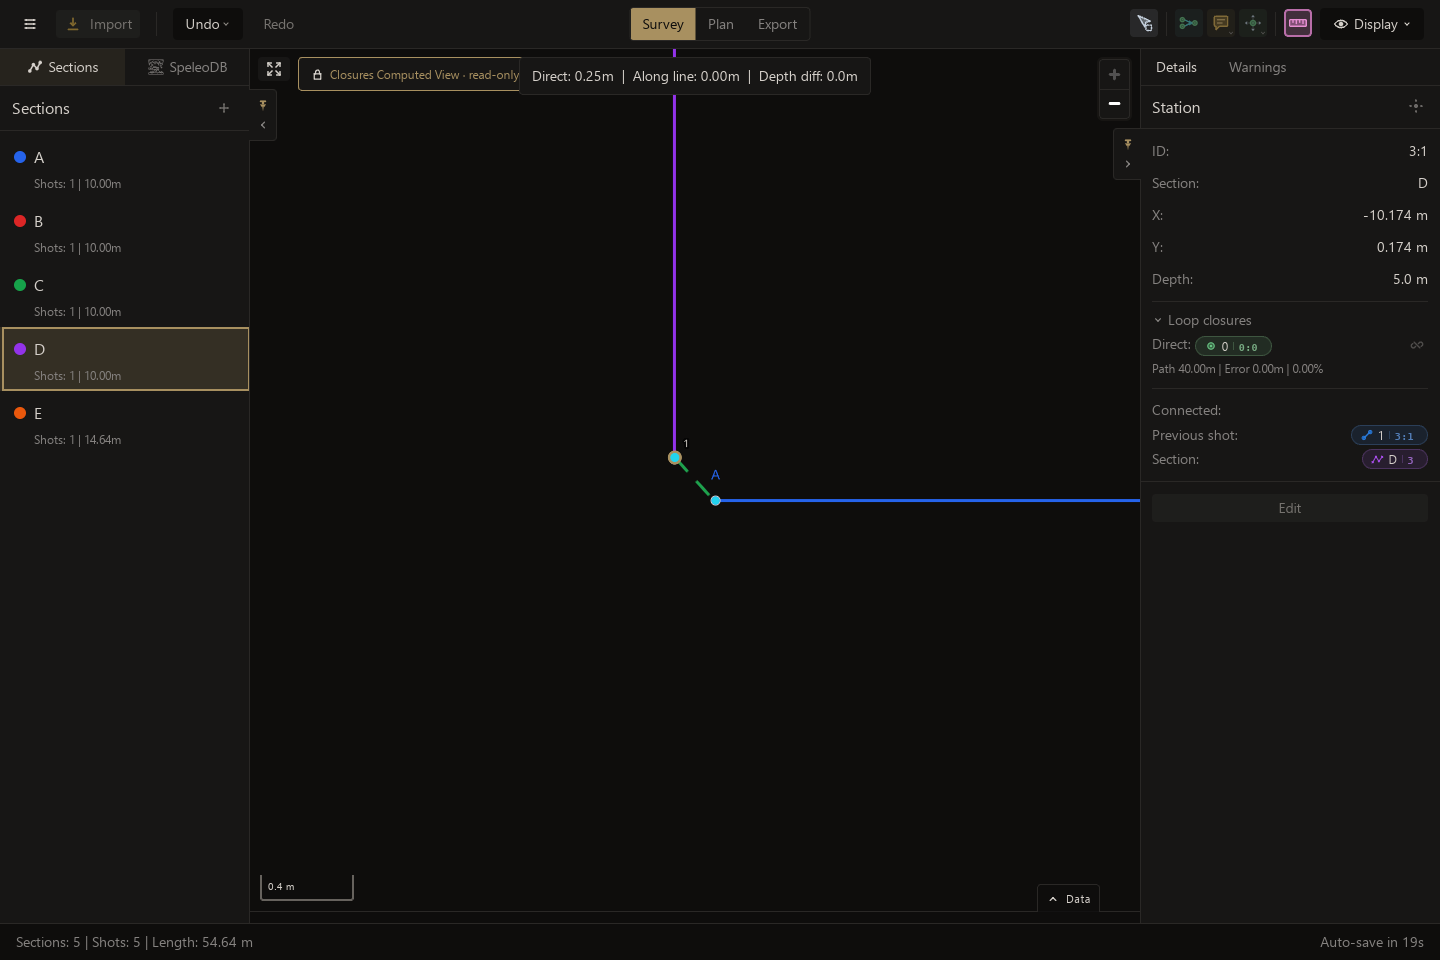 Import
Undo
Redo
Survey
Plan
Export
Display
Sections
SpeleoDB
Sections
A
Shots: 1 | 10.00m
B
Shots: 1 | 10.00m
C
Shots: 1 | 10.00m
D
Shots: 1 | 10.00m
E
Shots: 1 | 14.64m
Closures Computed View · read-only
Direct: 0.25m | Along line: 0.00m | Depth diff: 0.0m
1
A
0.4 m
Data
Details
Warnings
Station
ID: 3:1
Section: D
X: -10.174 m
Y: 0.174 m
Depth: 5.0 m
Loop closures
Direct: 0 | 0:0
Path 40.00m | Error 0.00m | 0.00%
Connected:
Previous shot: 1 | 3:1
Section: D | 3
Edit
Sections: 5 | Shots: 5 | Length: 54.64 m
Auto-save in 19s